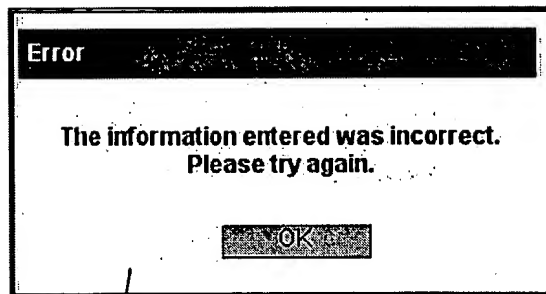 Error
The information entered was incorrect.
Please try again.
OK